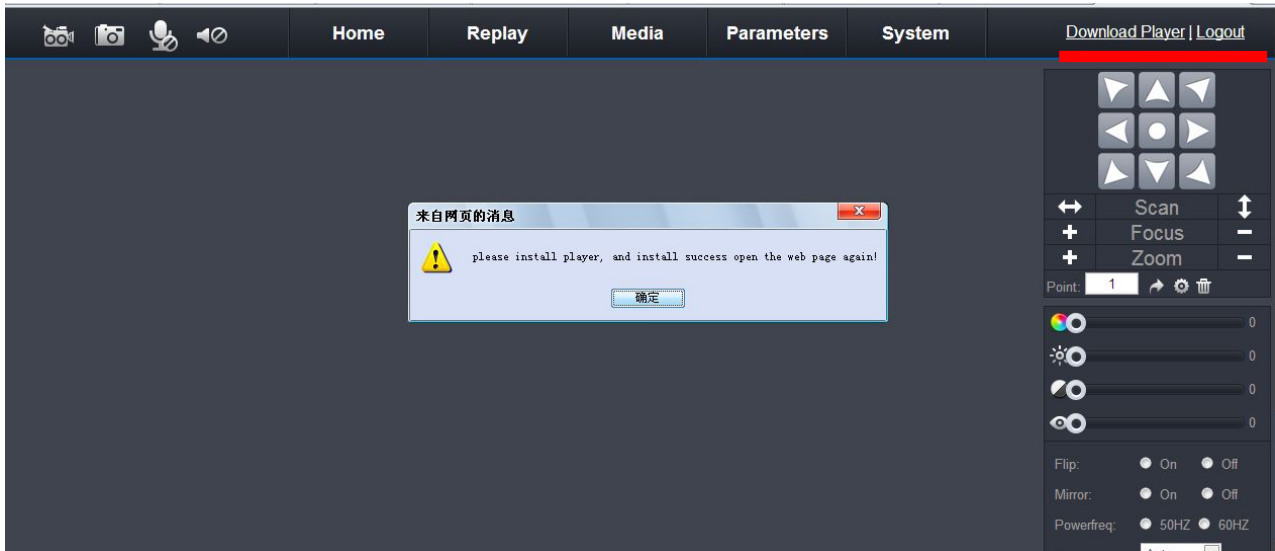 Home Replay Media Parameters System Download Player | Logout
来自网页的消息
please install player, and install success open the web page again!
确定
Scan
Focus
Zoom
Point: 1
0
0
0
0
Flip: On Off
Mirror: On Off
Powerfreq: 50HZ 60HZ